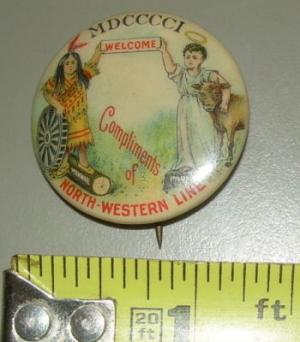 MDCCCCI
WELCOME
Compliments
of
NORTH-WESTERN LINE
20
ft
1
ft